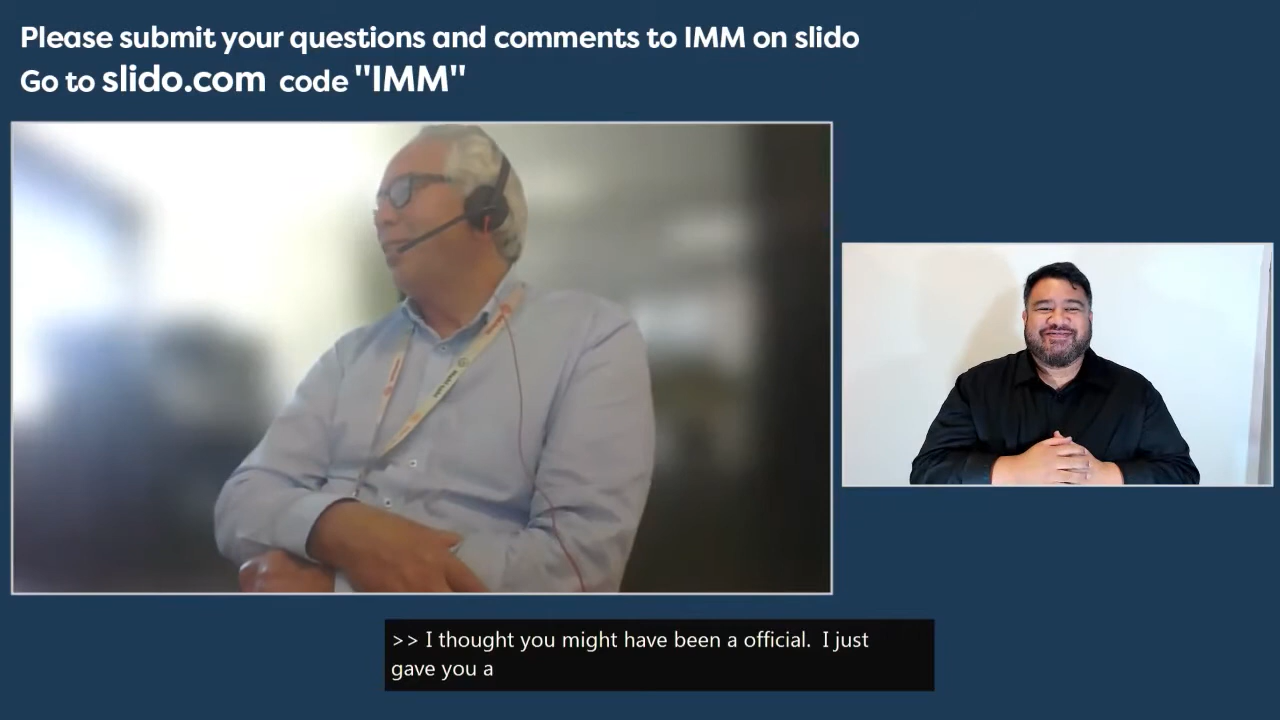 Please submit your questions and comments to IMM on slido
Go to slido.com code "IMM"
>> I thought you might have been a official. I just
gave you a